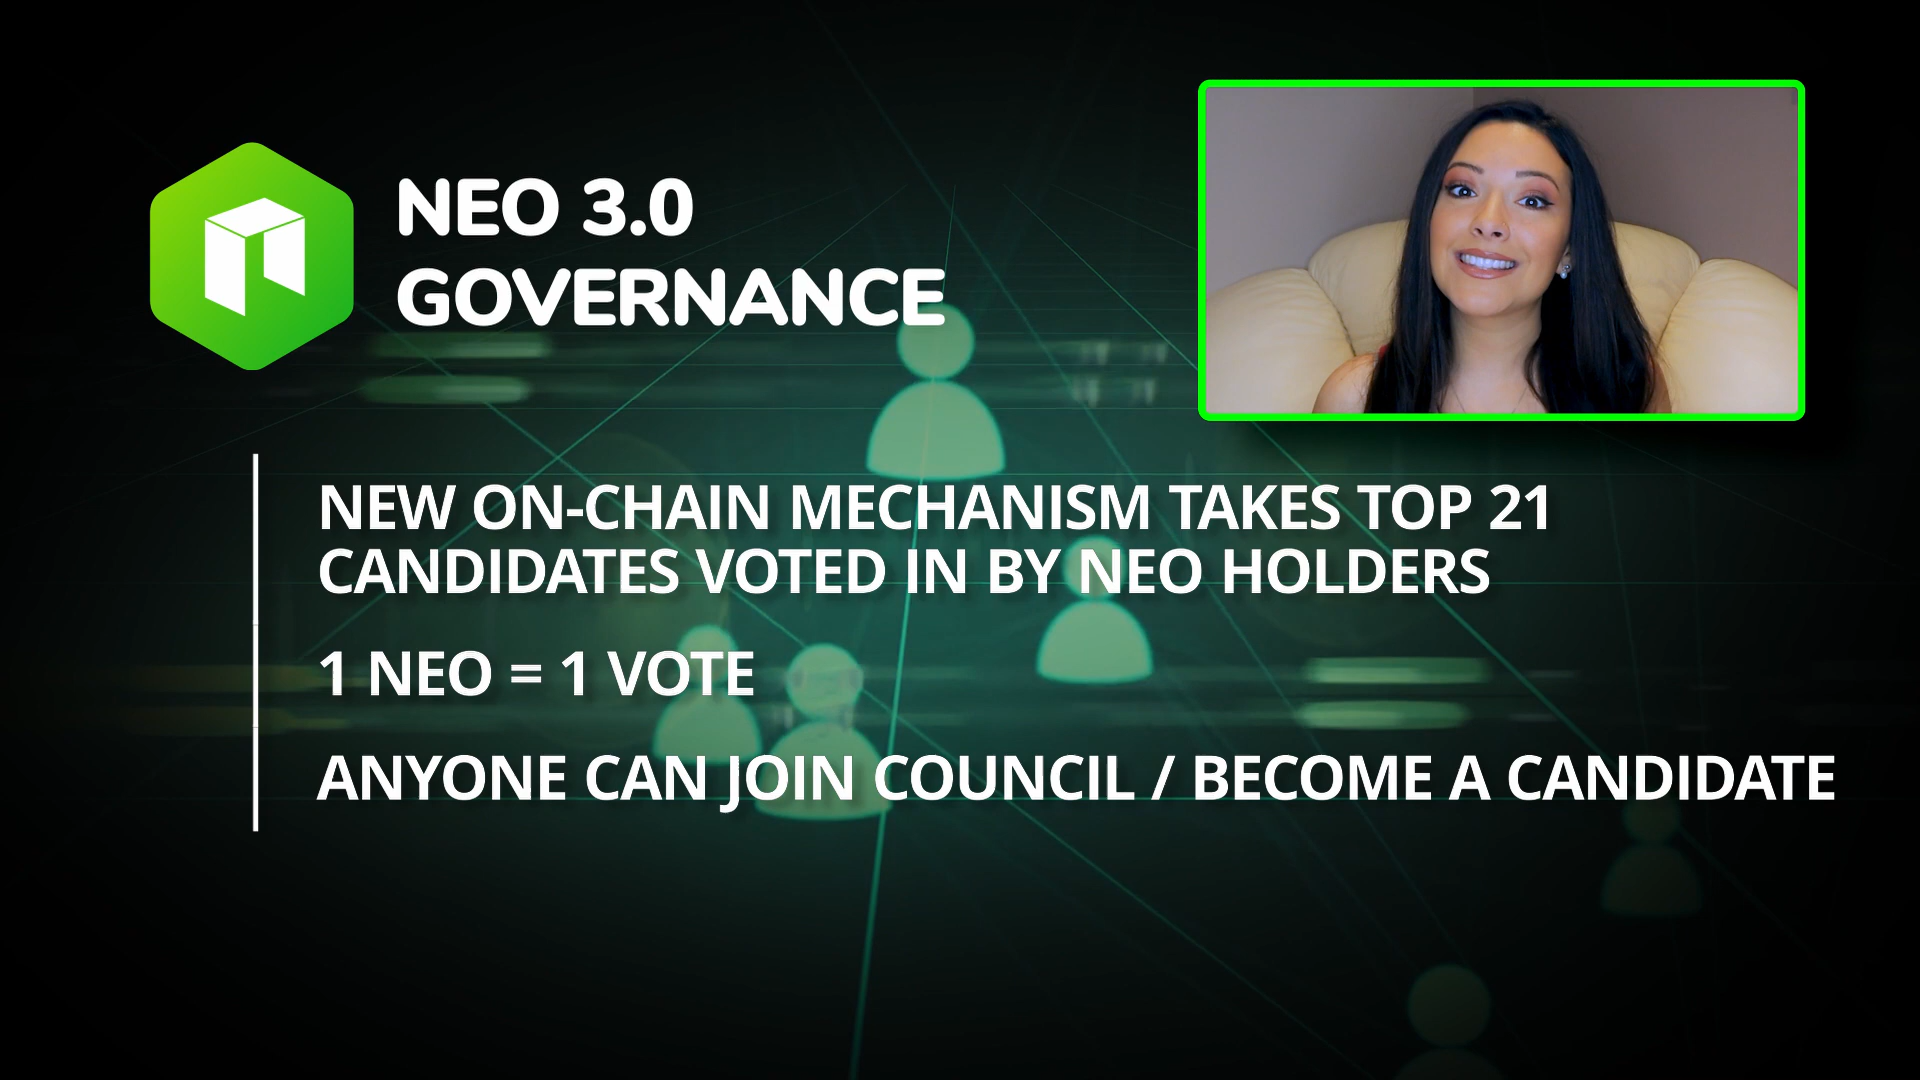 NEO 3.0
GOVERNANCE
NEW ON-CHAIN MECHANISM TAKES TOP 21
CANDIDATES VOTED IN BY NEO HOLDERS
1 NEO = 1 VOTE
ANYONE CAN JOIN COUNCIL / BECOME A CANDIDATE